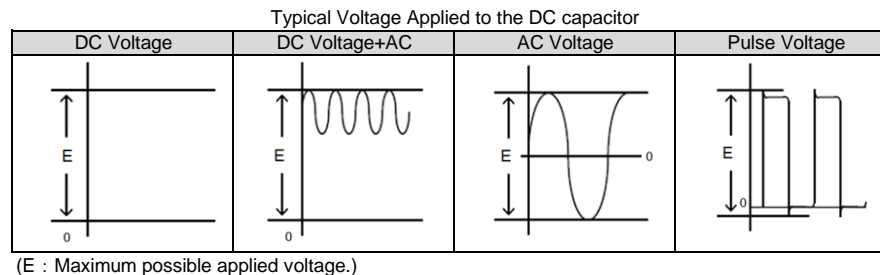 Typical Voltage Applied to the DC capacitor
DC Voltage DC Voltage+AC AC Voltage Pulse Voltage
E E E 0 E
0 0 0
(E：Maximum possible applied voltage.)